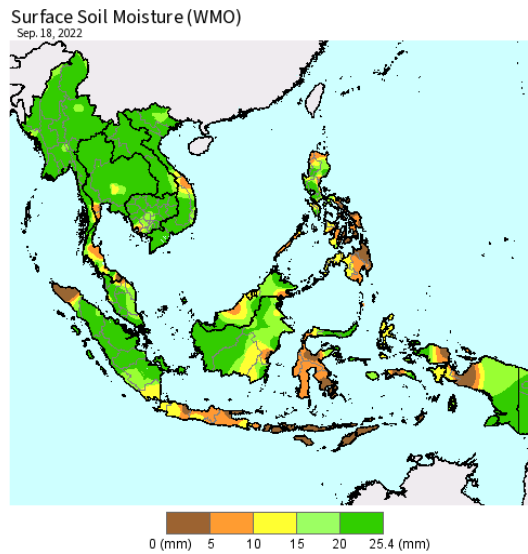 Surface Soil Moisture (WMO)
Sep. 18, 2022
0 (mm) 5 10 15 20 25.4 (mm)